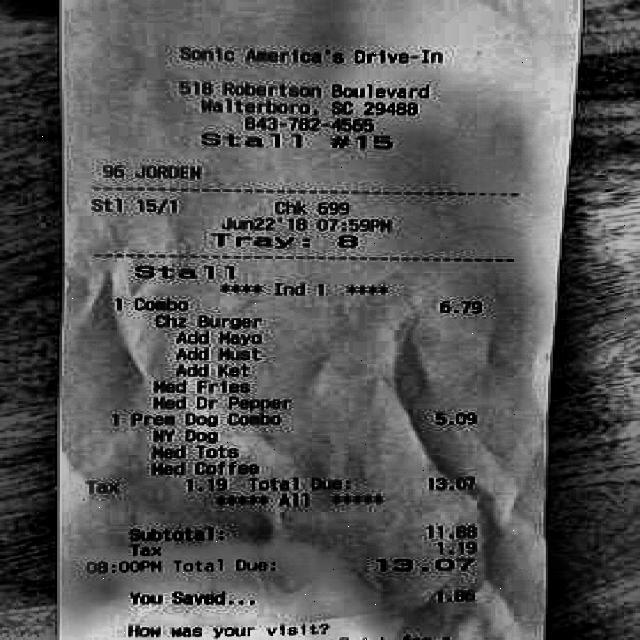 Sonic America's Drive-In
518 Robertson Boulevard
Walterboro, SC 29488
843-782-4565
Stall #15
96 JORDEN
Stl 15/1 Chk 699
Jun22'18 07:59PM
Tray: 8
Stall
**** Ind 1 ****
1 Combo 6.79
Chz Burger
Add Mayo
Add Must
Add Ket
Med Fries
Med Dr Pepper
1 Prem Dog Combo 5.09
NY Dog
Med Tots
Med Coffee
Tax 1.19 Total Due: 13.07
***** All *****
Subtotal: 11.88
Tax 1.19
08:00PM Total Due: 13.07
You Saved...
How was your visit?